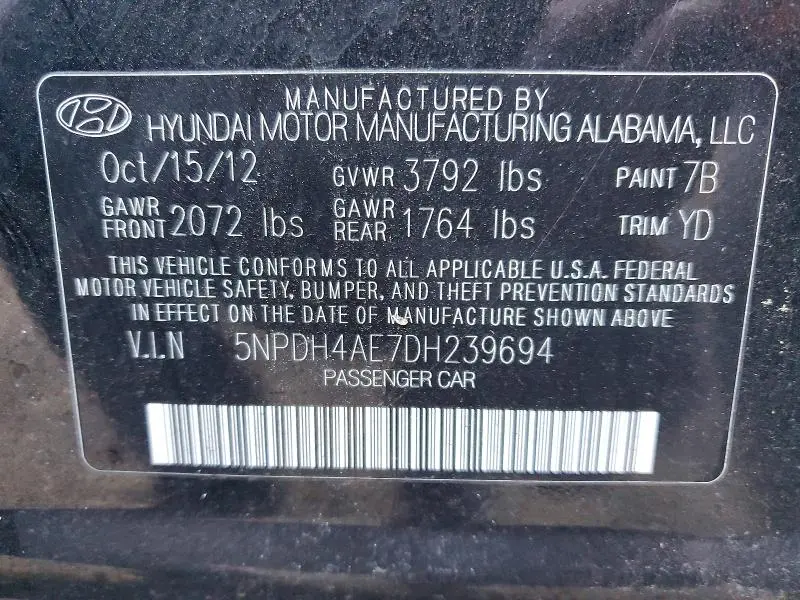 MANUFACTURED BY
HYUNDAI MOTOR MANUFACTURING ALABAMA, LLC
Oct/15/12 GVWR 3792 lbs PAINT 7B
GAWR FRONT 2072 lbs GAWR REAR 1764 lbs TRIM YD
THIS VEHICLE CONFORMS TO ALL APPLICABLE U.S.A. FEDERAL
MOTOR VEHICLE SAFETY, BUMPER, AND THEFT PREVENTION STANDARDS
IN EFFECT ON THE DATE OF MANUFACTURE SHOWN ABOVE.
V.I.N 5NPDH4AE7DH239694
PASSENGER CAR